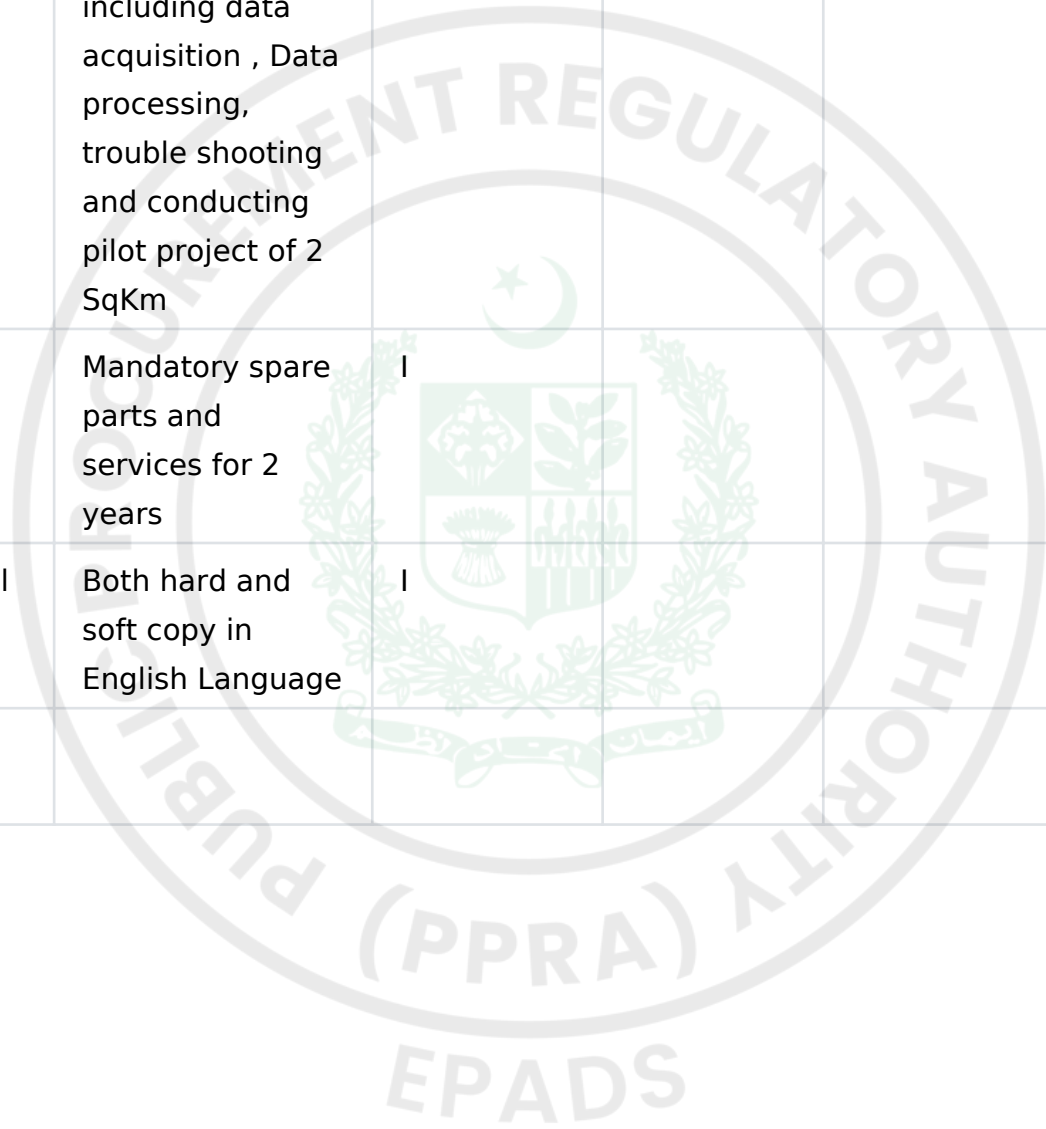 including data
acquisition , Data
processing,
trouble shooting
and conducting
pilot project of 2
SqKm
Mandatory spare I
parts and
services for 2
years
l Both hard and I
soft copy in
English Language
PUBLIC PROCUREMENT REGULATORY AUTHORITY
(PPRA)
EPADS